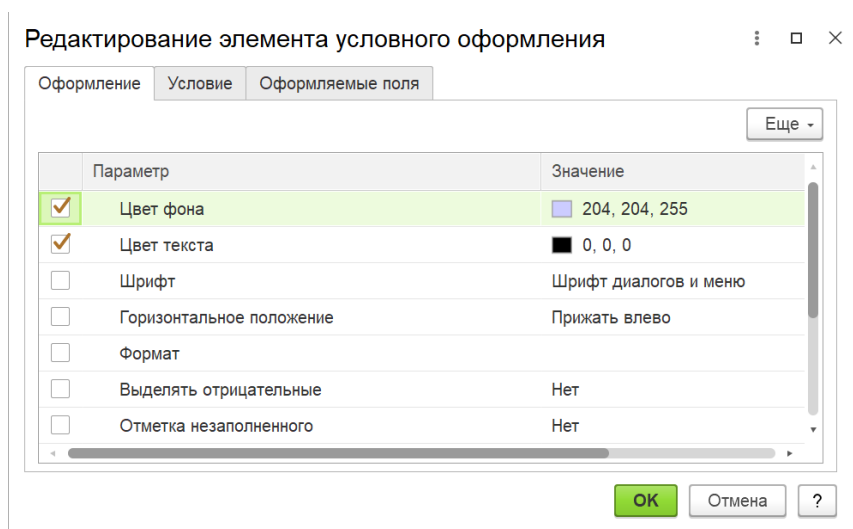 Редактирование элемента условного оформления
Оформление Условие Оформляемые поля
Еще
Параметр Значение
Цвет фона 204, 204, 255
Цвет текста 0, 0, 0
Шрифт Шрифт диалогов и меню
Горизонтальное положение Прижать влево
Формат
Выделять отрицательные Нет
Отметка незаполненного Нет
OK Отмена ?